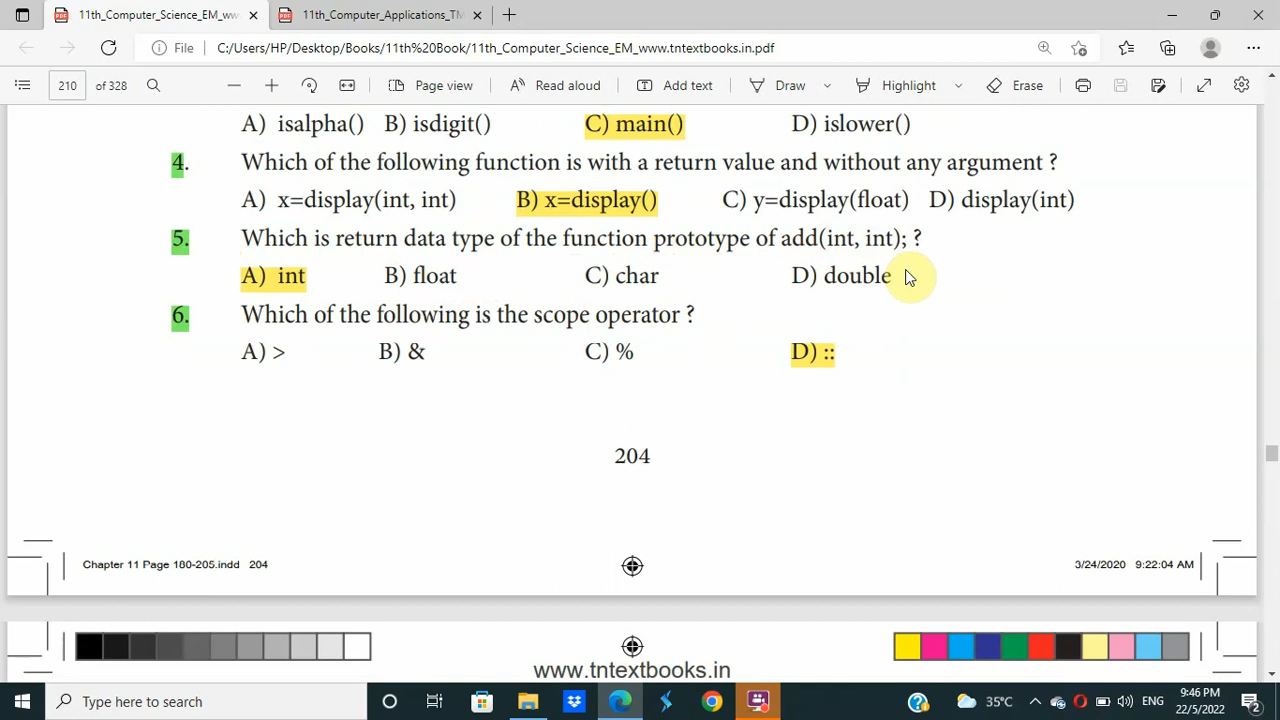 11th_Computer_Science_EM_ww
11th_Computer_Applications_TM
File
C:/Users/HP/Desktop/Books/11th%20Book/11th_Computer_Science_EM_www.tntextbooks.in.pdf
210 of 328
Page view
Read aloud
Add text
Draw
Highlight
Erase
A) isalpha() B) isdigit() C) main() D) islower()
4. Which of the following function is with a return value and without any argument ?
A) x=display(int, int) B) x=display() C) y=display(float) D) display(int)
5. Which is return data type of the function prototype of add(int, int); ?
A) int B) float C) char D) double
6. Which of the following is the scope operator ?
A) > B) & C) % D) ::
204
Chapter 11 Page 180-205.indd 204
3/24/2020 9:22:04 AM
www.tntextbooks.in
Type here to search
35°C
ENG
9:46 PM
22/5/2022
2